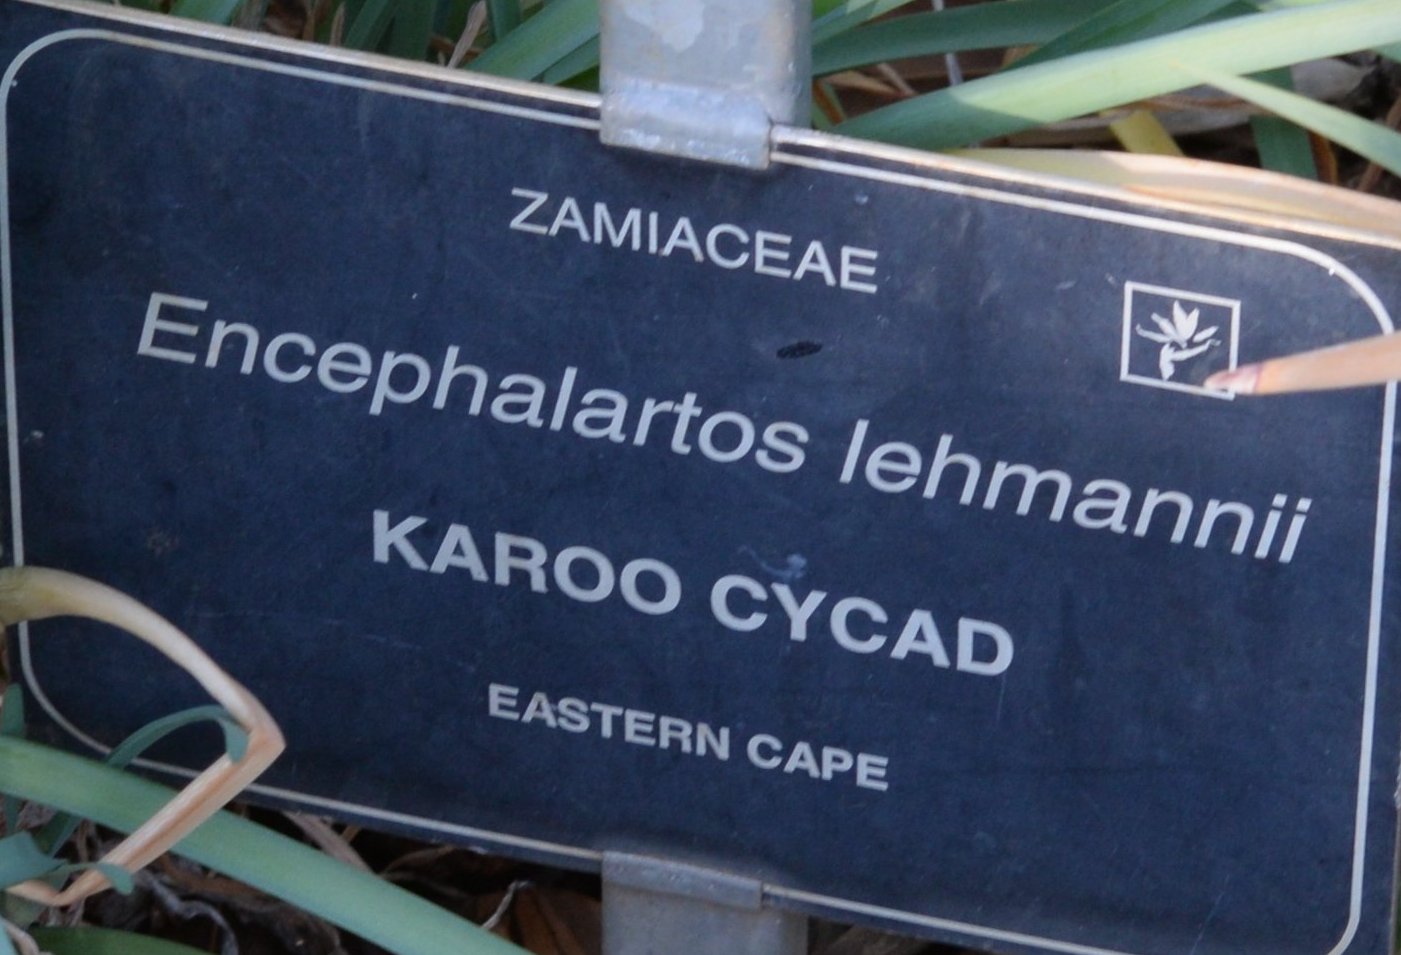 ZAMIACEAE
Encephalartos lehmannii
KAROO CYCAD
EASTERN CAPE